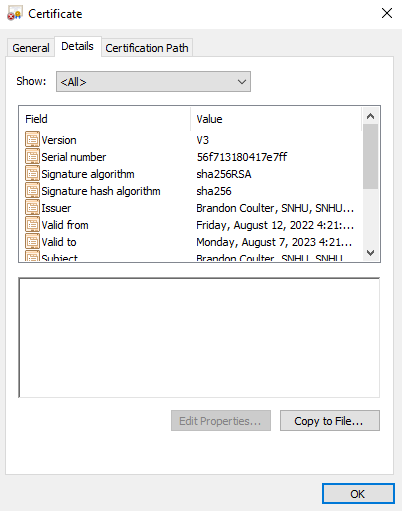 Certificate
General Details Certification Path
Show: <All>
Field Value
Version V3
Serial number 56f713180417e7ff
Signature algorithm sha256RSA
Signature hash algorithm sha256
Issuer Brandon Coulter, SNHU, SNHU...
Valid from Friday, August 12, 2022 4:21:...
Valid to Monday, August 7, 2023 4:21...
Subject Brandon Coulter, SNHU, SNHU...
Edit Properties... Copy to File...
OK